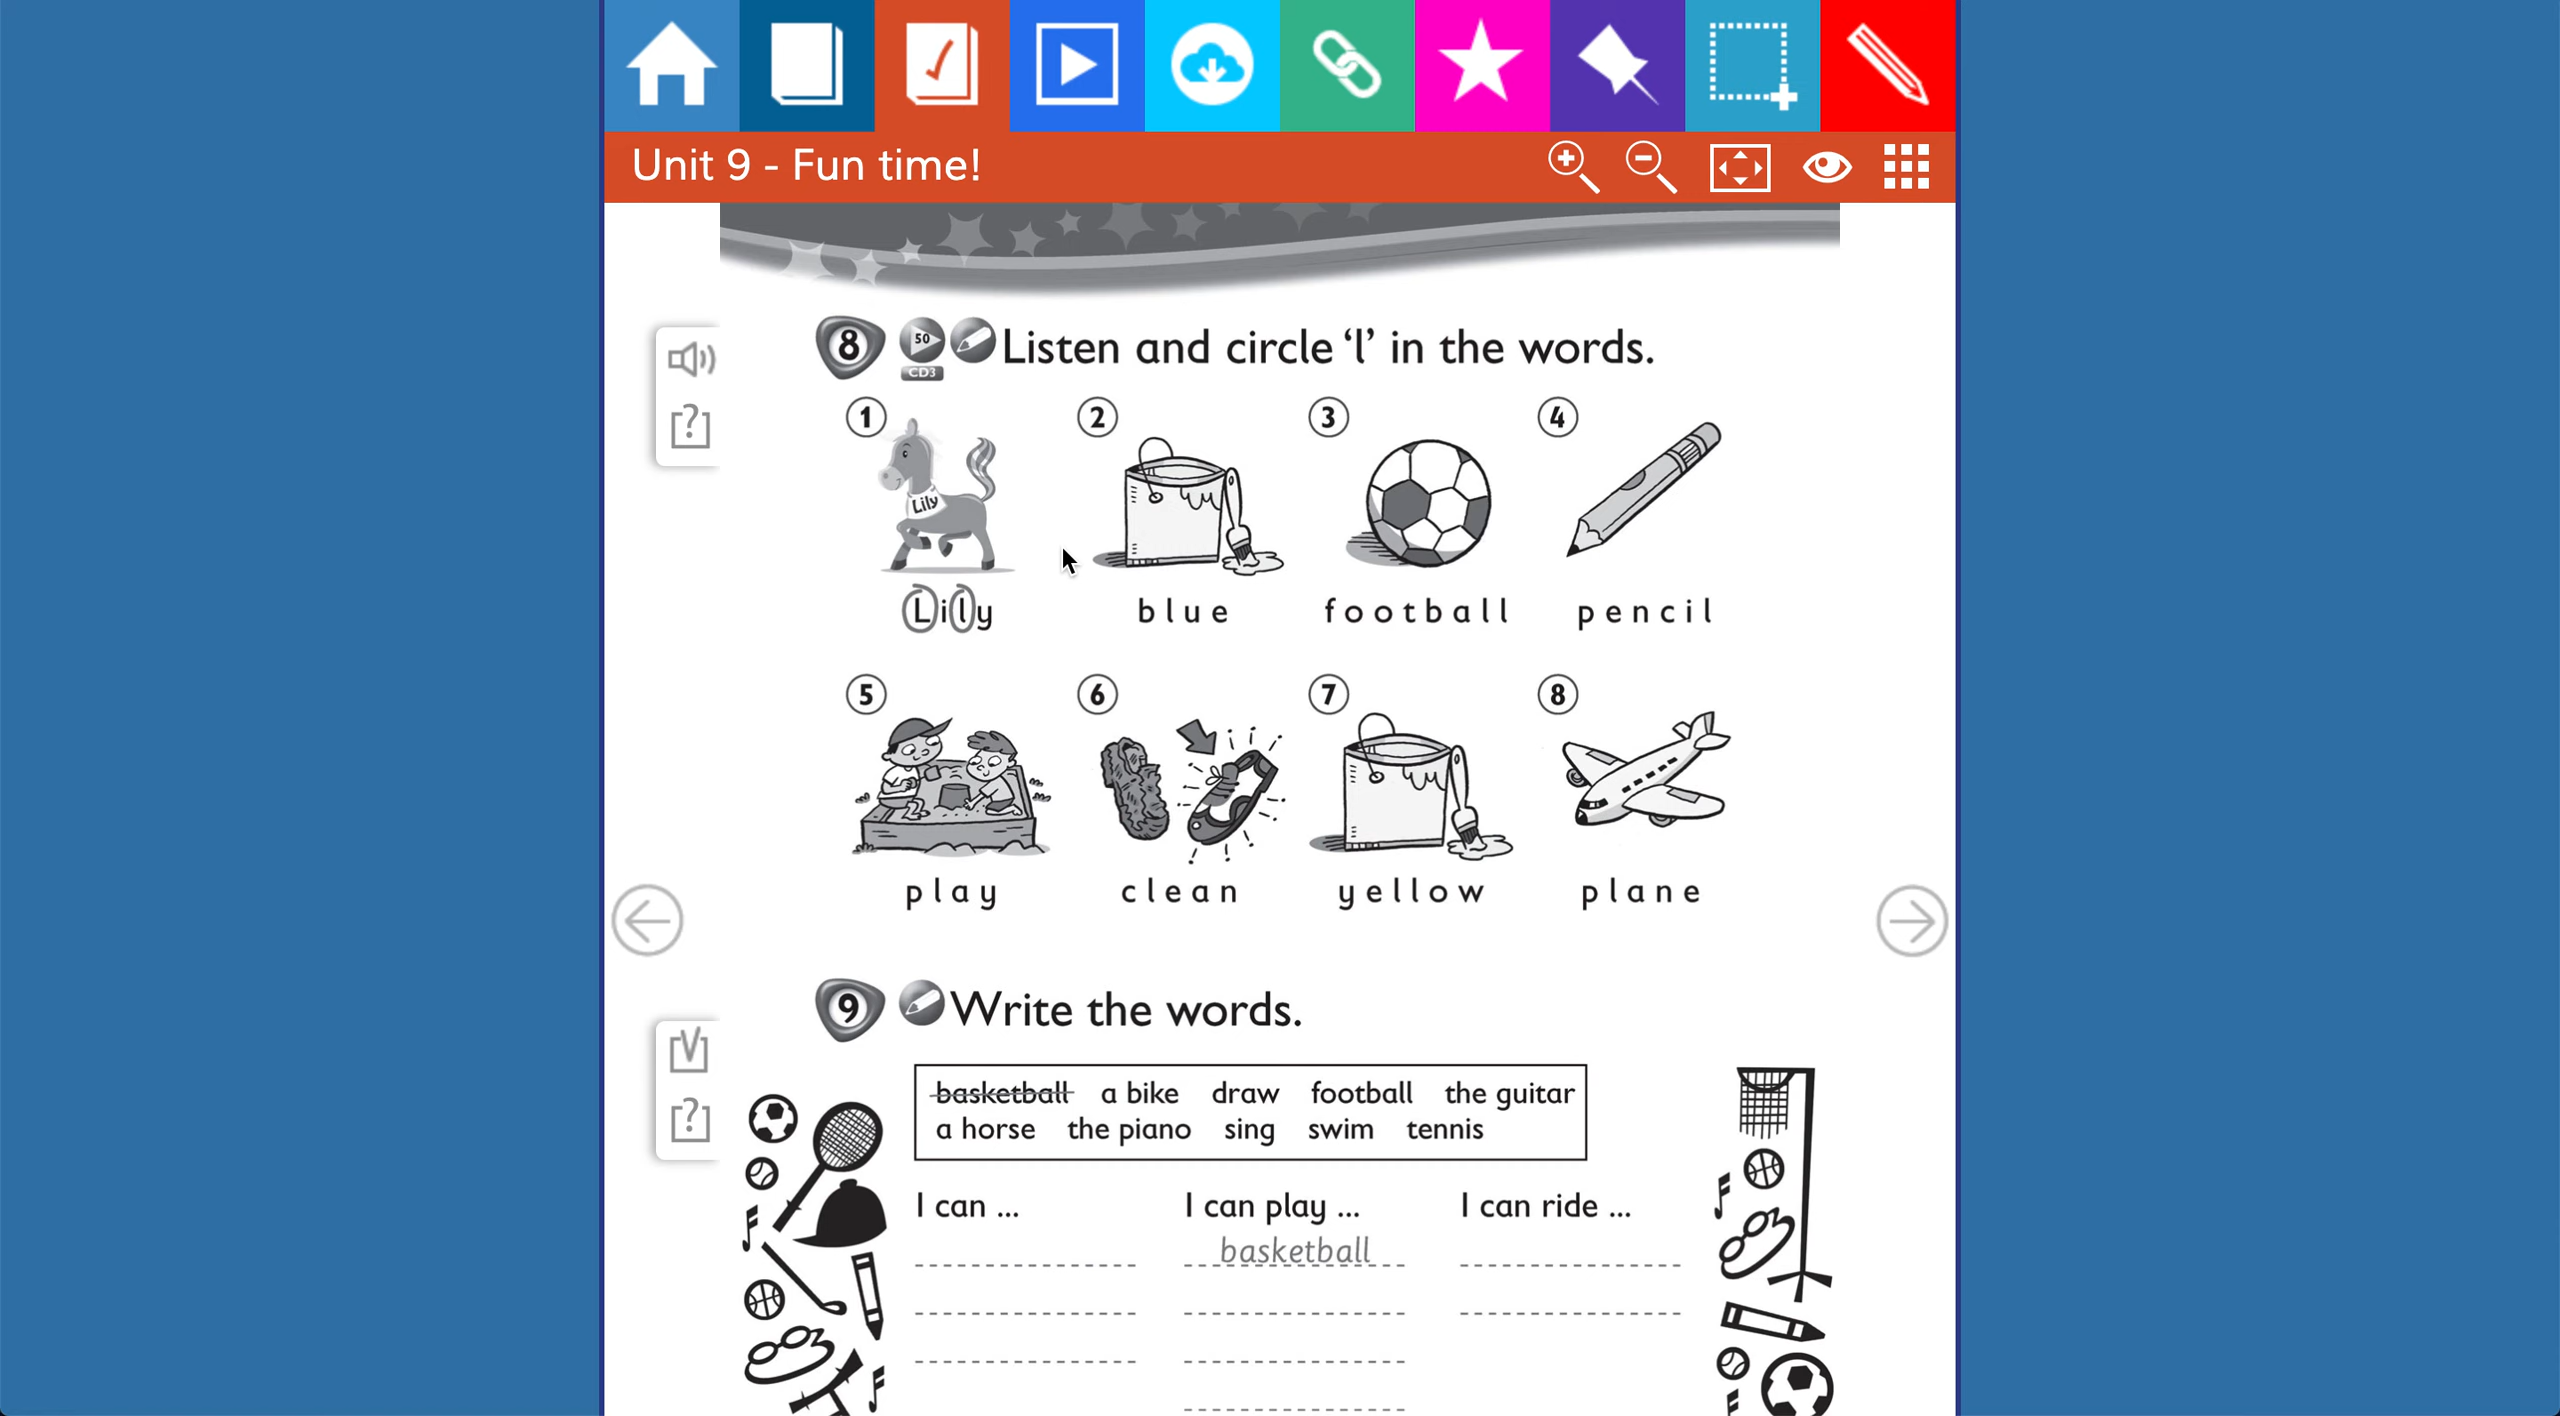 Unit 9 - Fun time!
8 50 CD3 Listen and circle ‘l’ in the words.
1 2 3 4
Lily
Lily blue football pencil
5 6 7 8
play clean yellow plane
9 Write the words.
basketball a bike draw football the guitar
a horse the piano sing swim tennis
I can ... I can play ... I can ride ...
basketball